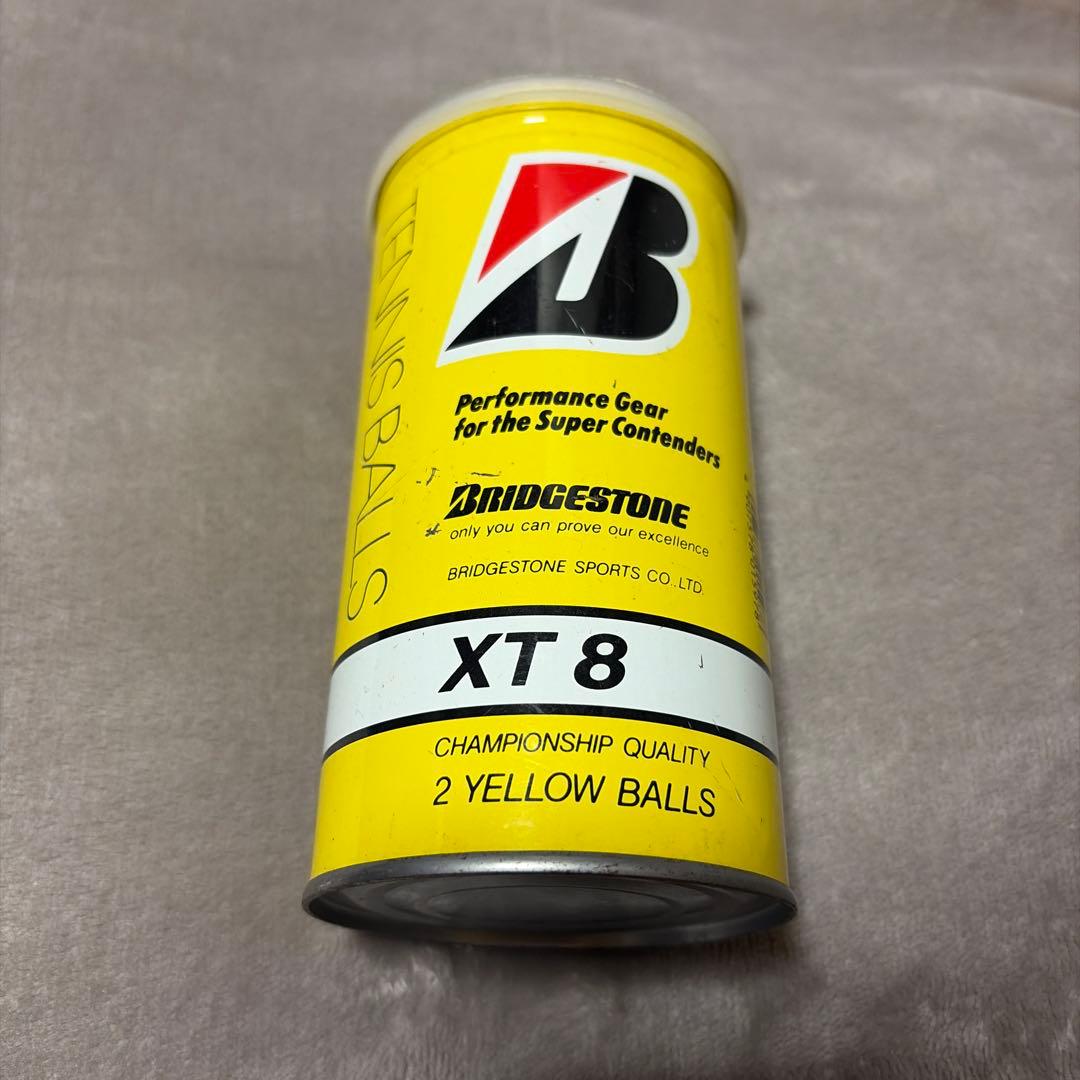 TENNIS BALLS
B
Performance Gear
for the Super Contenders
BRIDGESTONE
only you can prove our excellence
BRIDGESTONE SPORTS CO.,LTD.
XT 8
CHAMPIONSHIP QUALITY
2 YELLOW BALLS